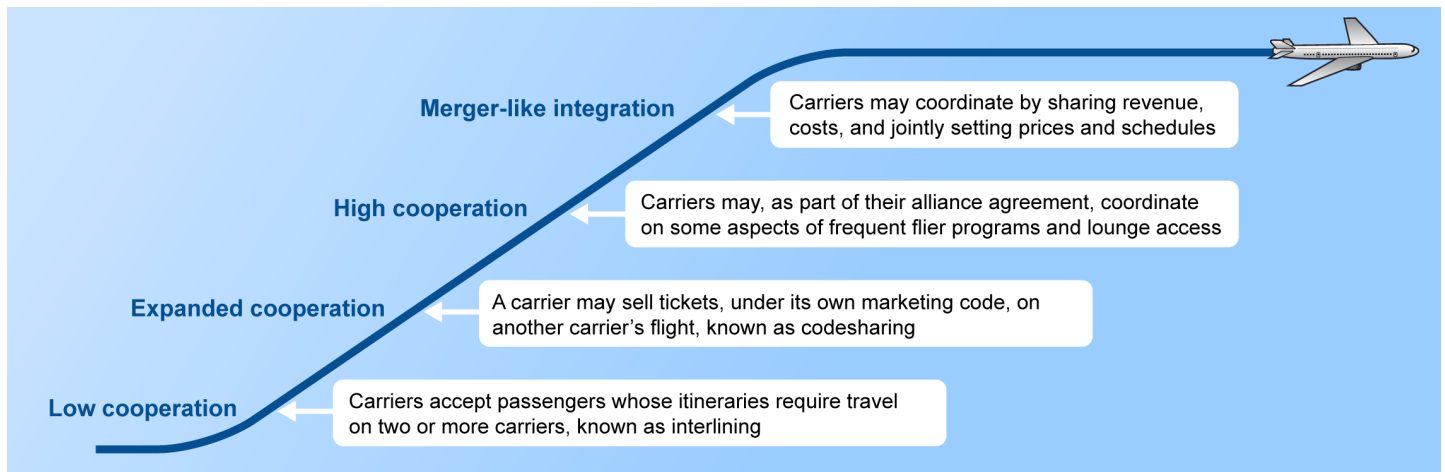 Merger-like integration
Carriers may coordinate by sharing revenue,
costs, and jointly setting prices and schedules
High cooperation
Carriers may, as part of their alliance agreement, coordinate
on some aspects of frequent flier programs and lounge access
Expanded cooperation
A carrier may sell tickets, under its own marketing code, on
another carrier’s flight, known as codesharing
Low cooperation
Carriers accept passengers whose itineraries require travel
on two or more carriers, known as interlining